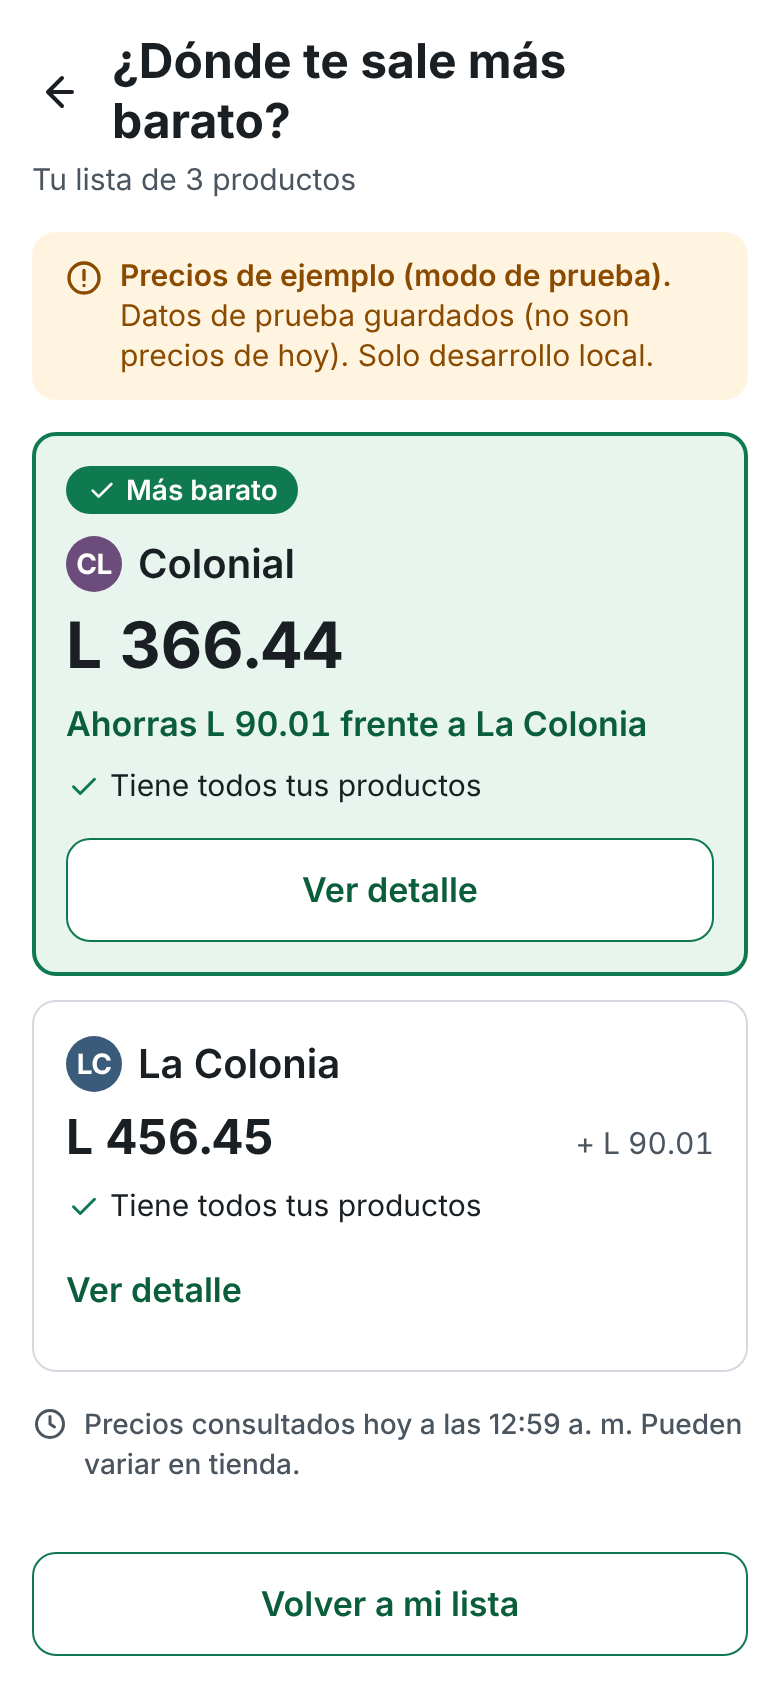 ¿Dónde te sale más
barato?
Tu lista de 3 productos
Precios de ejemplo (modo de prueba).
Datos de prueba guardados (no son
precios de hoy). Solo desarrollo local.
Más barato
CL Colonial
L 366.44
Ahorras L 90.01 frente a La Colonia
Tiene todos tus productos
Ver detalle
LC La Colonia
L 456.45 + L 90.01
Tiene todos tus productos
Ver detalle
Precios consultados hoy a las 12:59 a. m. Pueden
variar en tienda.
Volver a mi lista